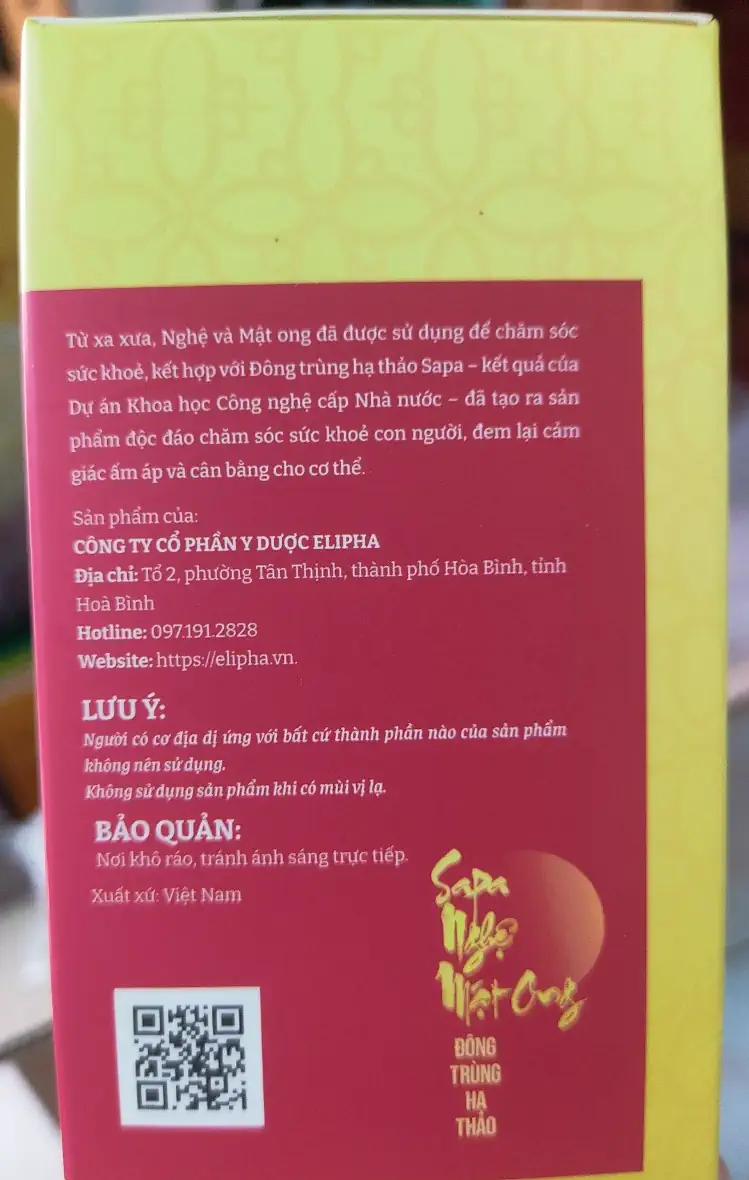 Từ xa xưa, Nghệ và Mật ong đã được sử dụng để chăm sóc
sức khoẻ, kết hợp với Đông trùng hạ thảo Sapa – kết quả của
Dự án Khoa học Công nghệ cấp Nhà nước – đã tạo ra sản
phẩm độc đáo chăm sóc sức khoẻ con người, đem lại cảm
giác ấm áp và cân bằng cho cơ thể.
Sản phẩm của:
CÔNG TY CỔ PHẦN Y DƯỢC ELIPHA
Địa chỉ: Tổ 2, phường Tân Thịnh, thành phố Hòa Bình, tỉnh
Hoà Bình
Hotline: 097.191.2828
Website: https://elipha.vn.
LƯU Ý:
Người có cơ địa dị ứng với bất cứ thành phần nào của sản phẩm
không nên sử dụng.
Không sử dụng sản phẩm khi có mùi vị lạ.
BẢO QUẢN:
Nơi khô ráo, tránh ánh sáng trực tiếp.
Xuất xứ: Việt Nam
Sapa
Nghệ
Mật Ong
ĐÔNG
TRÙNG
HẠ
THẢO